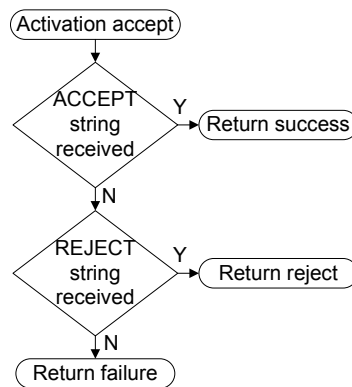 Activation accept
ACCEPT
string
received
Y
Return success
N
REJECT
string
received
Y
Return reject
N
Return failure